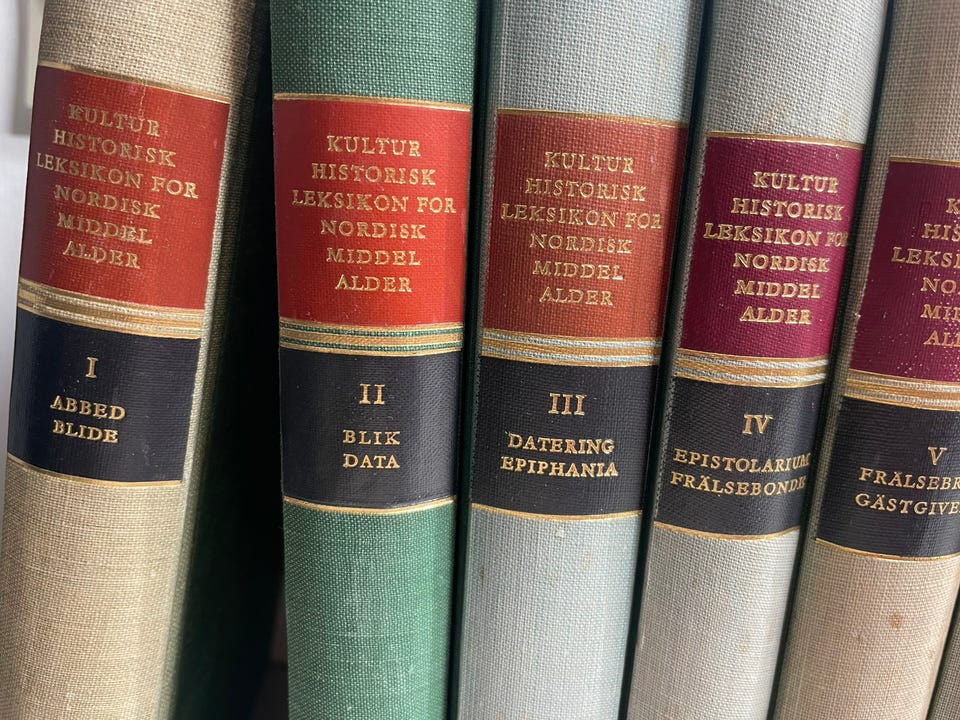 KULTUR
HISTORISK
LEKSIKON FOR
NORDISK
MIDDEL
ALDER
I
ABBED
BLIDE
KULTUR
HISTORISK
LEKSIKON FOR
NORDISK
MIDDEL
ALDER
II
BLIK
DATA
KULTUR
HISTORISK
LEKSIKON FOR
NORDISK
MIDDEL
ALDER
III
DATERING
EPIPHANIA
KULTUR
HISTORISK
LEKSIKON FOR
NORDISK
MIDDEL
ALDER
IV
EPISTOLARIUM
FRÄLSEBONDE
V